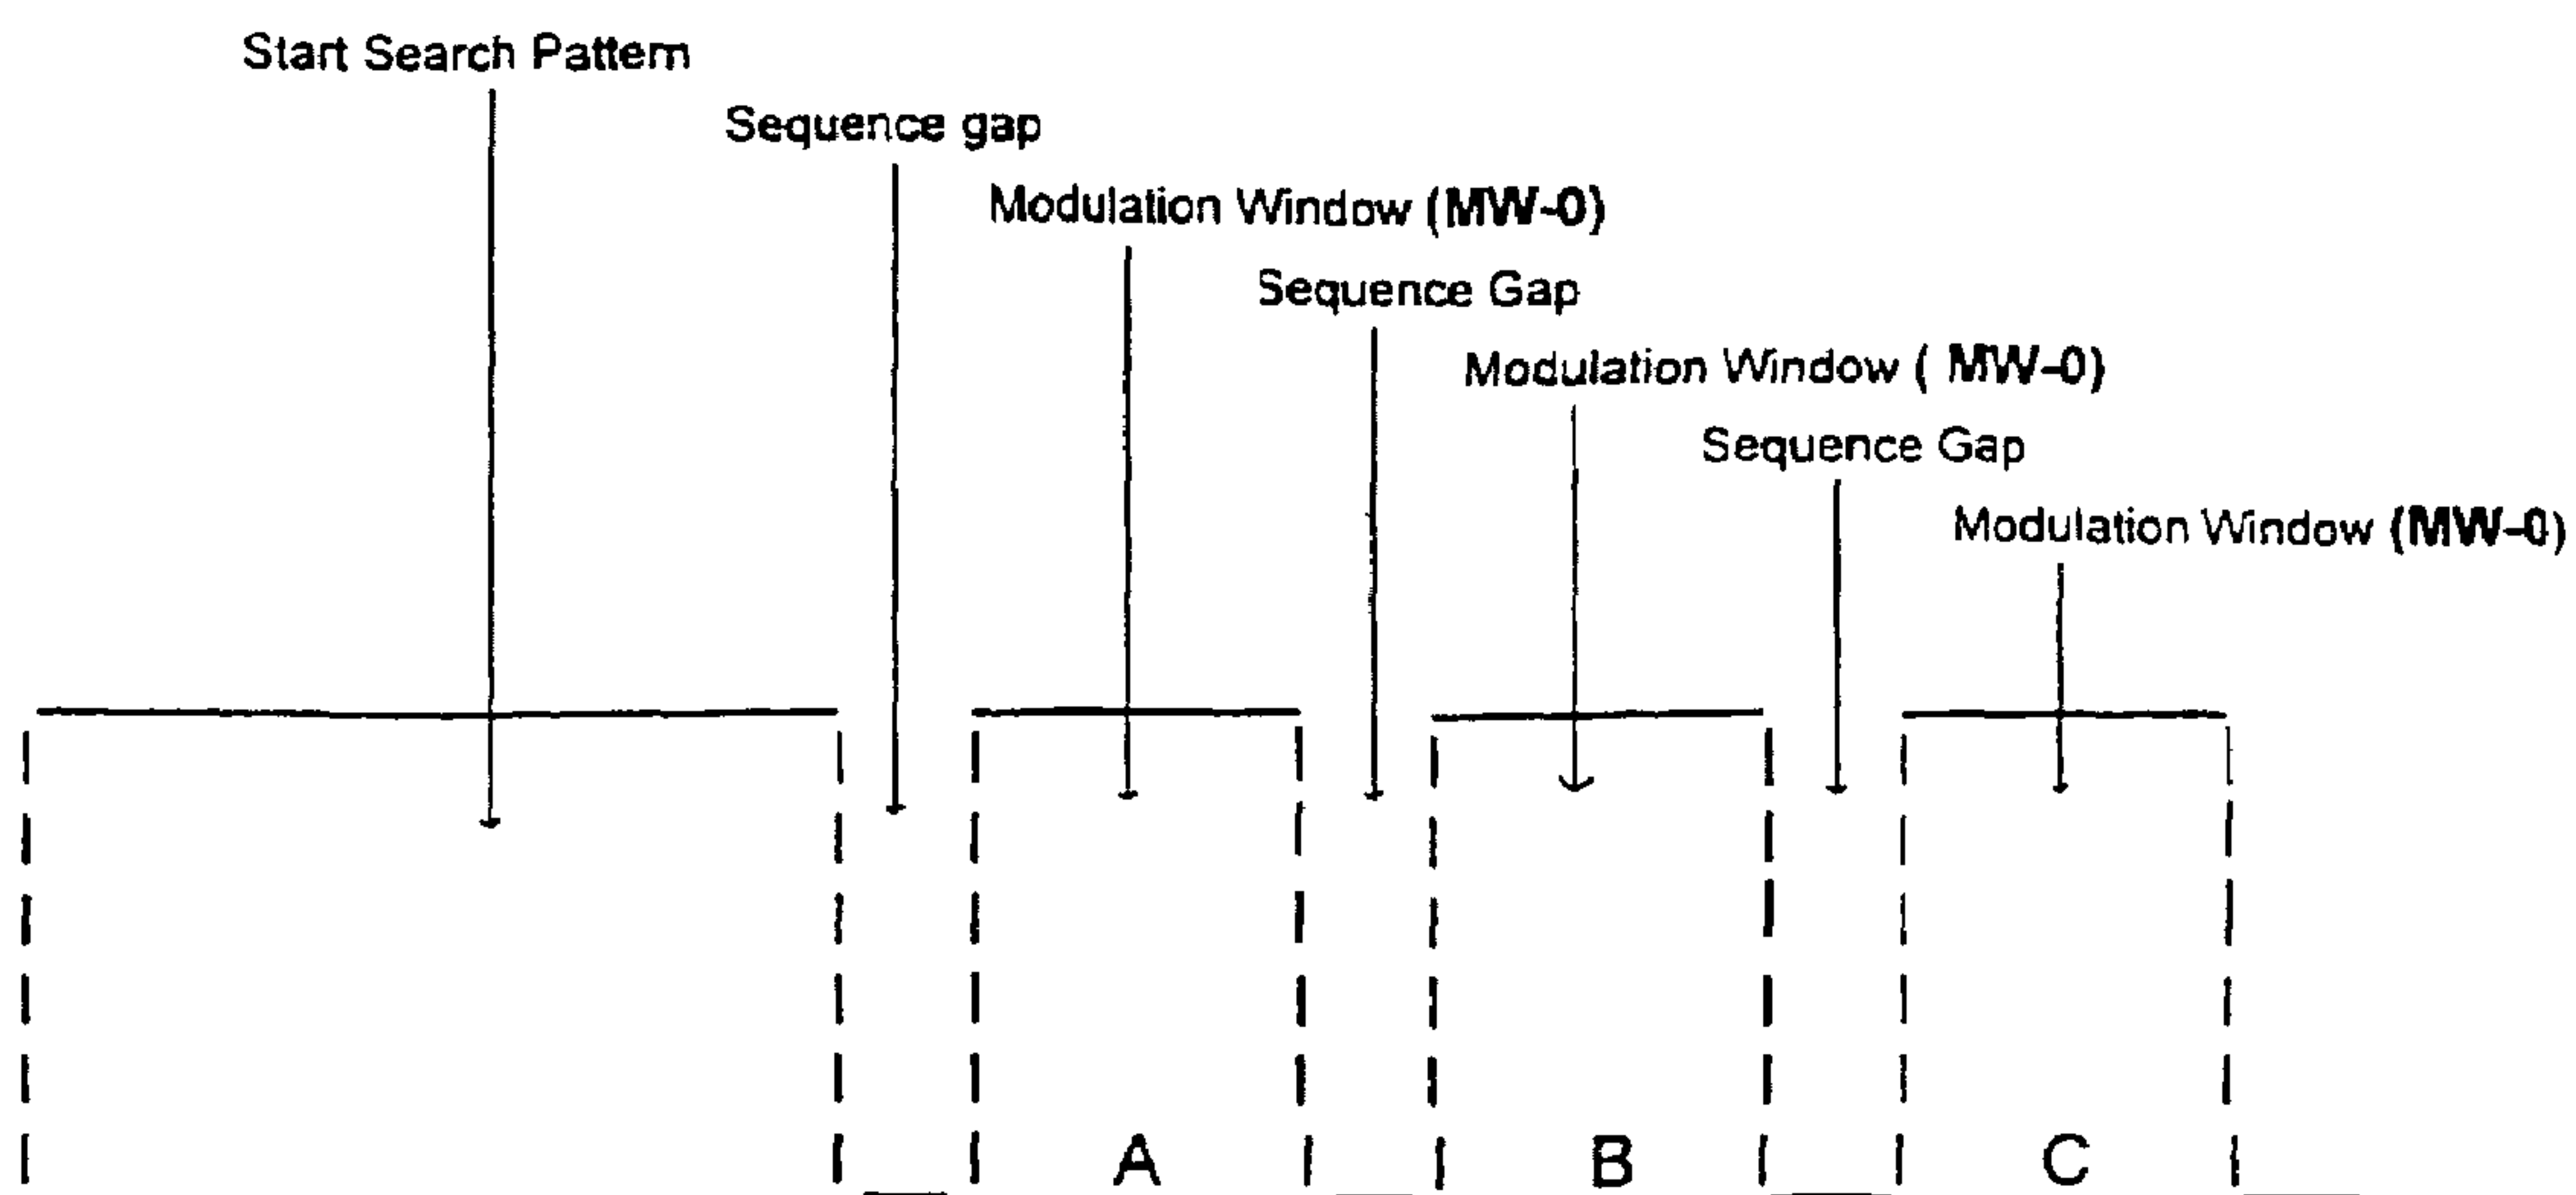 Start Search Pattern
Sequence gap
Modulation Window (MW-0)
Sequence Gap
Modulation Window ( MW-0)
Sequence Gap
Modulation Window (MW-0)
A B C